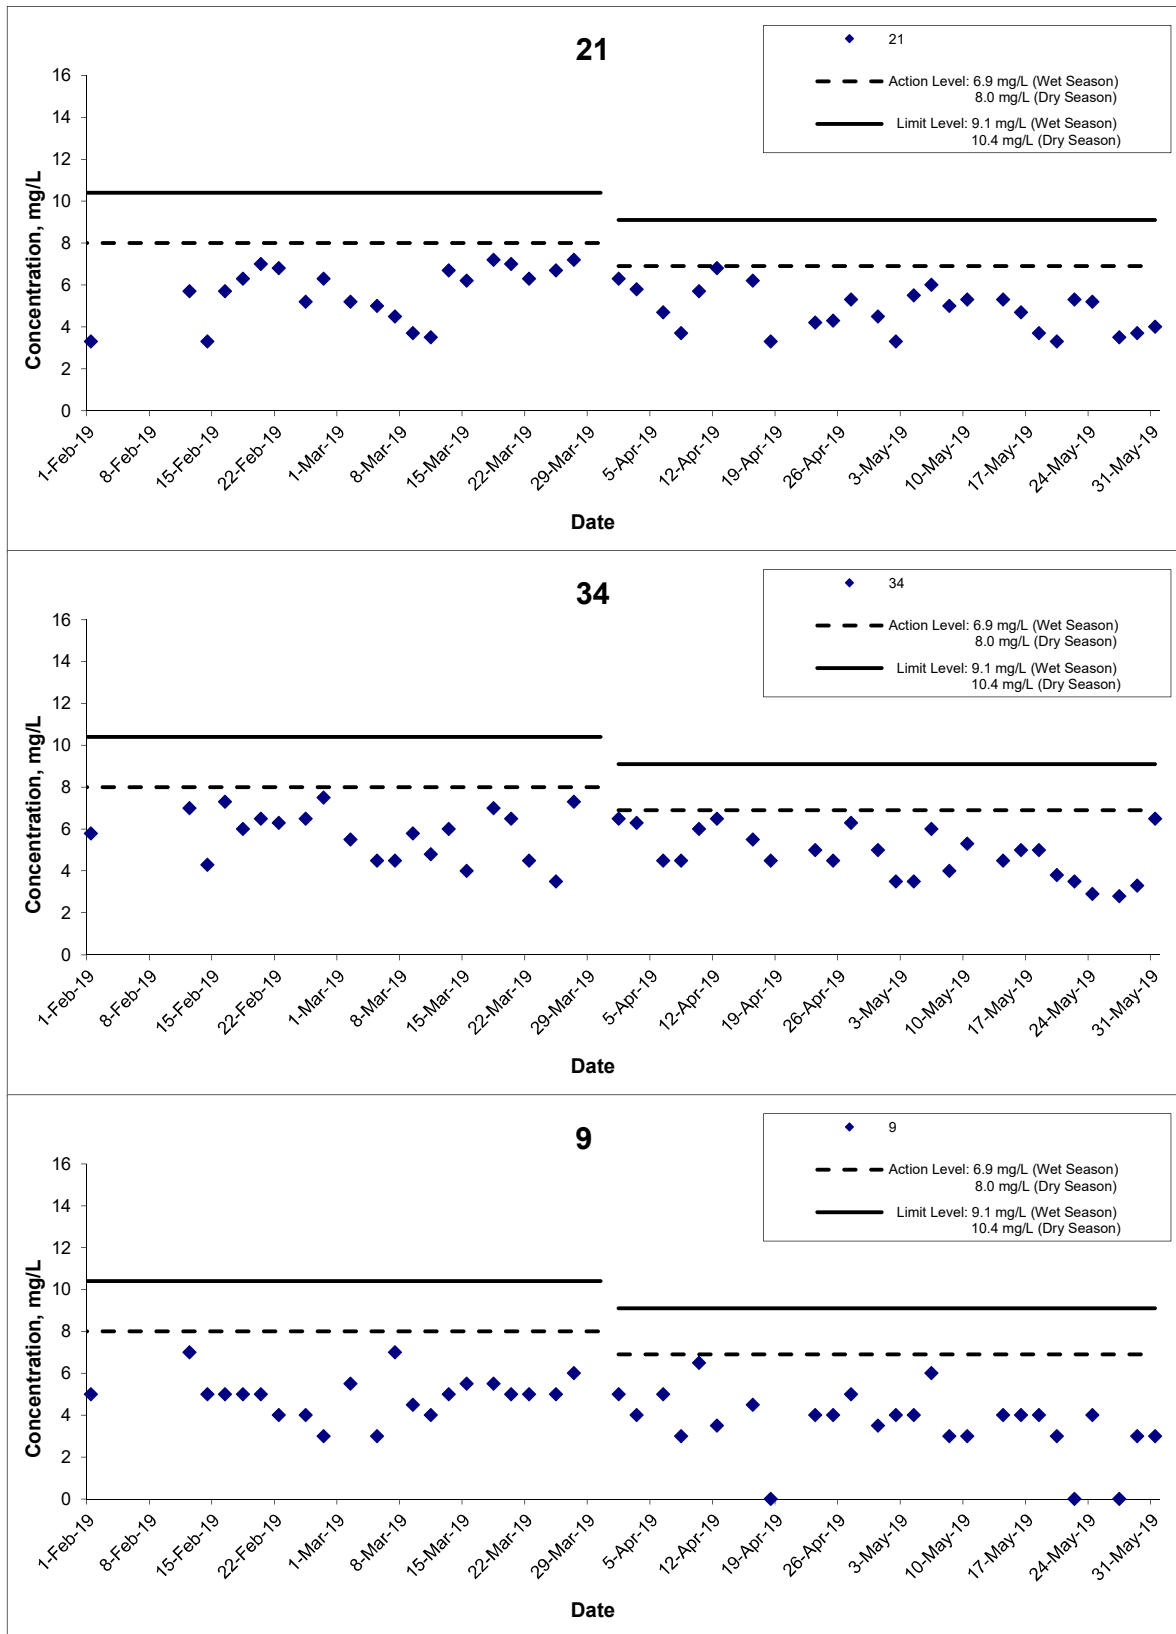 21
21
Action Level: 6.9 mg/L (Wet Season)
8.0 mg/L (Dry Season)
Limit Level: 9.1 mg/L (Wet Season)
10.4 mg/L (Dry Season)
Concentration, mg/L
16
14
12
10
8
6
4
2
0
1-Feb-19
8-Feb-19
15-Feb-19
22-Feb-19
1-Mar-19
8-Mar-19
15-Mar-19
22-Mar-19
29-Mar-19
5-Apr-19
12-Apr-19
19-Apr-19
26-Apr-19
3-May-19
10-May-19
17-May-19
24-May-19
31-May-19
Date
34
34
Action Level: 6.9 mg/L (Wet Season)
8.0 mg/L (Dry Season)
Limit Level: 9.1 mg/L (Wet Season)
10.4 mg/L (Dry Season)
Concentration, mg/L
16
14
12
10
8
6
4
2
0
1-Feb-19
8-Feb-19
15-Feb-19
22-Feb-19
1-Mar-19
8-Mar-19
15-Mar-19
22-Mar-19
29-Mar-19
5-Apr-19
12-Apr-19
19-Apr-19
26-Apr-19
3-May-19
10-May-19
17-May-19
24-May-19
31-May-19
Date
9
9
Action Level: 6.9 mg/L (Wet Season)
8.0 mg/L (Dry Season)
Limit Level: 9.1 mg/L (Wet Season)
10.4 mg/L (Dry Season)
Concentration, mg/L
16
14
12
10
8
6
4
2
0
1-Feb-19
8-Feb-19
15-Feb-19
22-Feb-19
1-Mar-19
8-Mar-19
15-Mar-19
22-Mar-19
29-Mar-19
5-Apr-19
12-Apr-19
19-Apr-19
26-Apr-19
3-May-19
10-May-19
17-May-19
24-May-19
31-May-19
Date